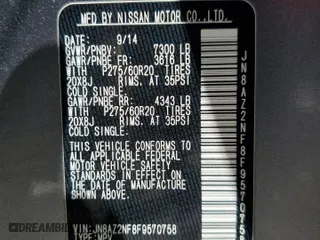 MFD BY NISSAN MOTOR CO.,LTD.
DATE: 9/14
GVWR/PNBV: 7300 LB
GAWR/PNBE FR: 3616 LB
WITH P275/60R20 TIRES
20X8J RIMS, AT 35PSI
COLD SINGLE.
GAWR/PNBE RR: 4343 LB
WITH P275/60R20 TIRES
20X8J RIMS, AT 35PSI
COLD SINGLE.
THIS VEHICLE CONFORMS TO
ALL APPLICABLE FEDERAL
MOTOR VEHICLE SAFETY
STANDARDS IN EFFECT ON
THE DATE OF MANUFACTURE
SHOWN ABOVE.
VIN:JN8AZ2NF8F9570758
TYPE:MPV
JN8AZ2NF8F9570758